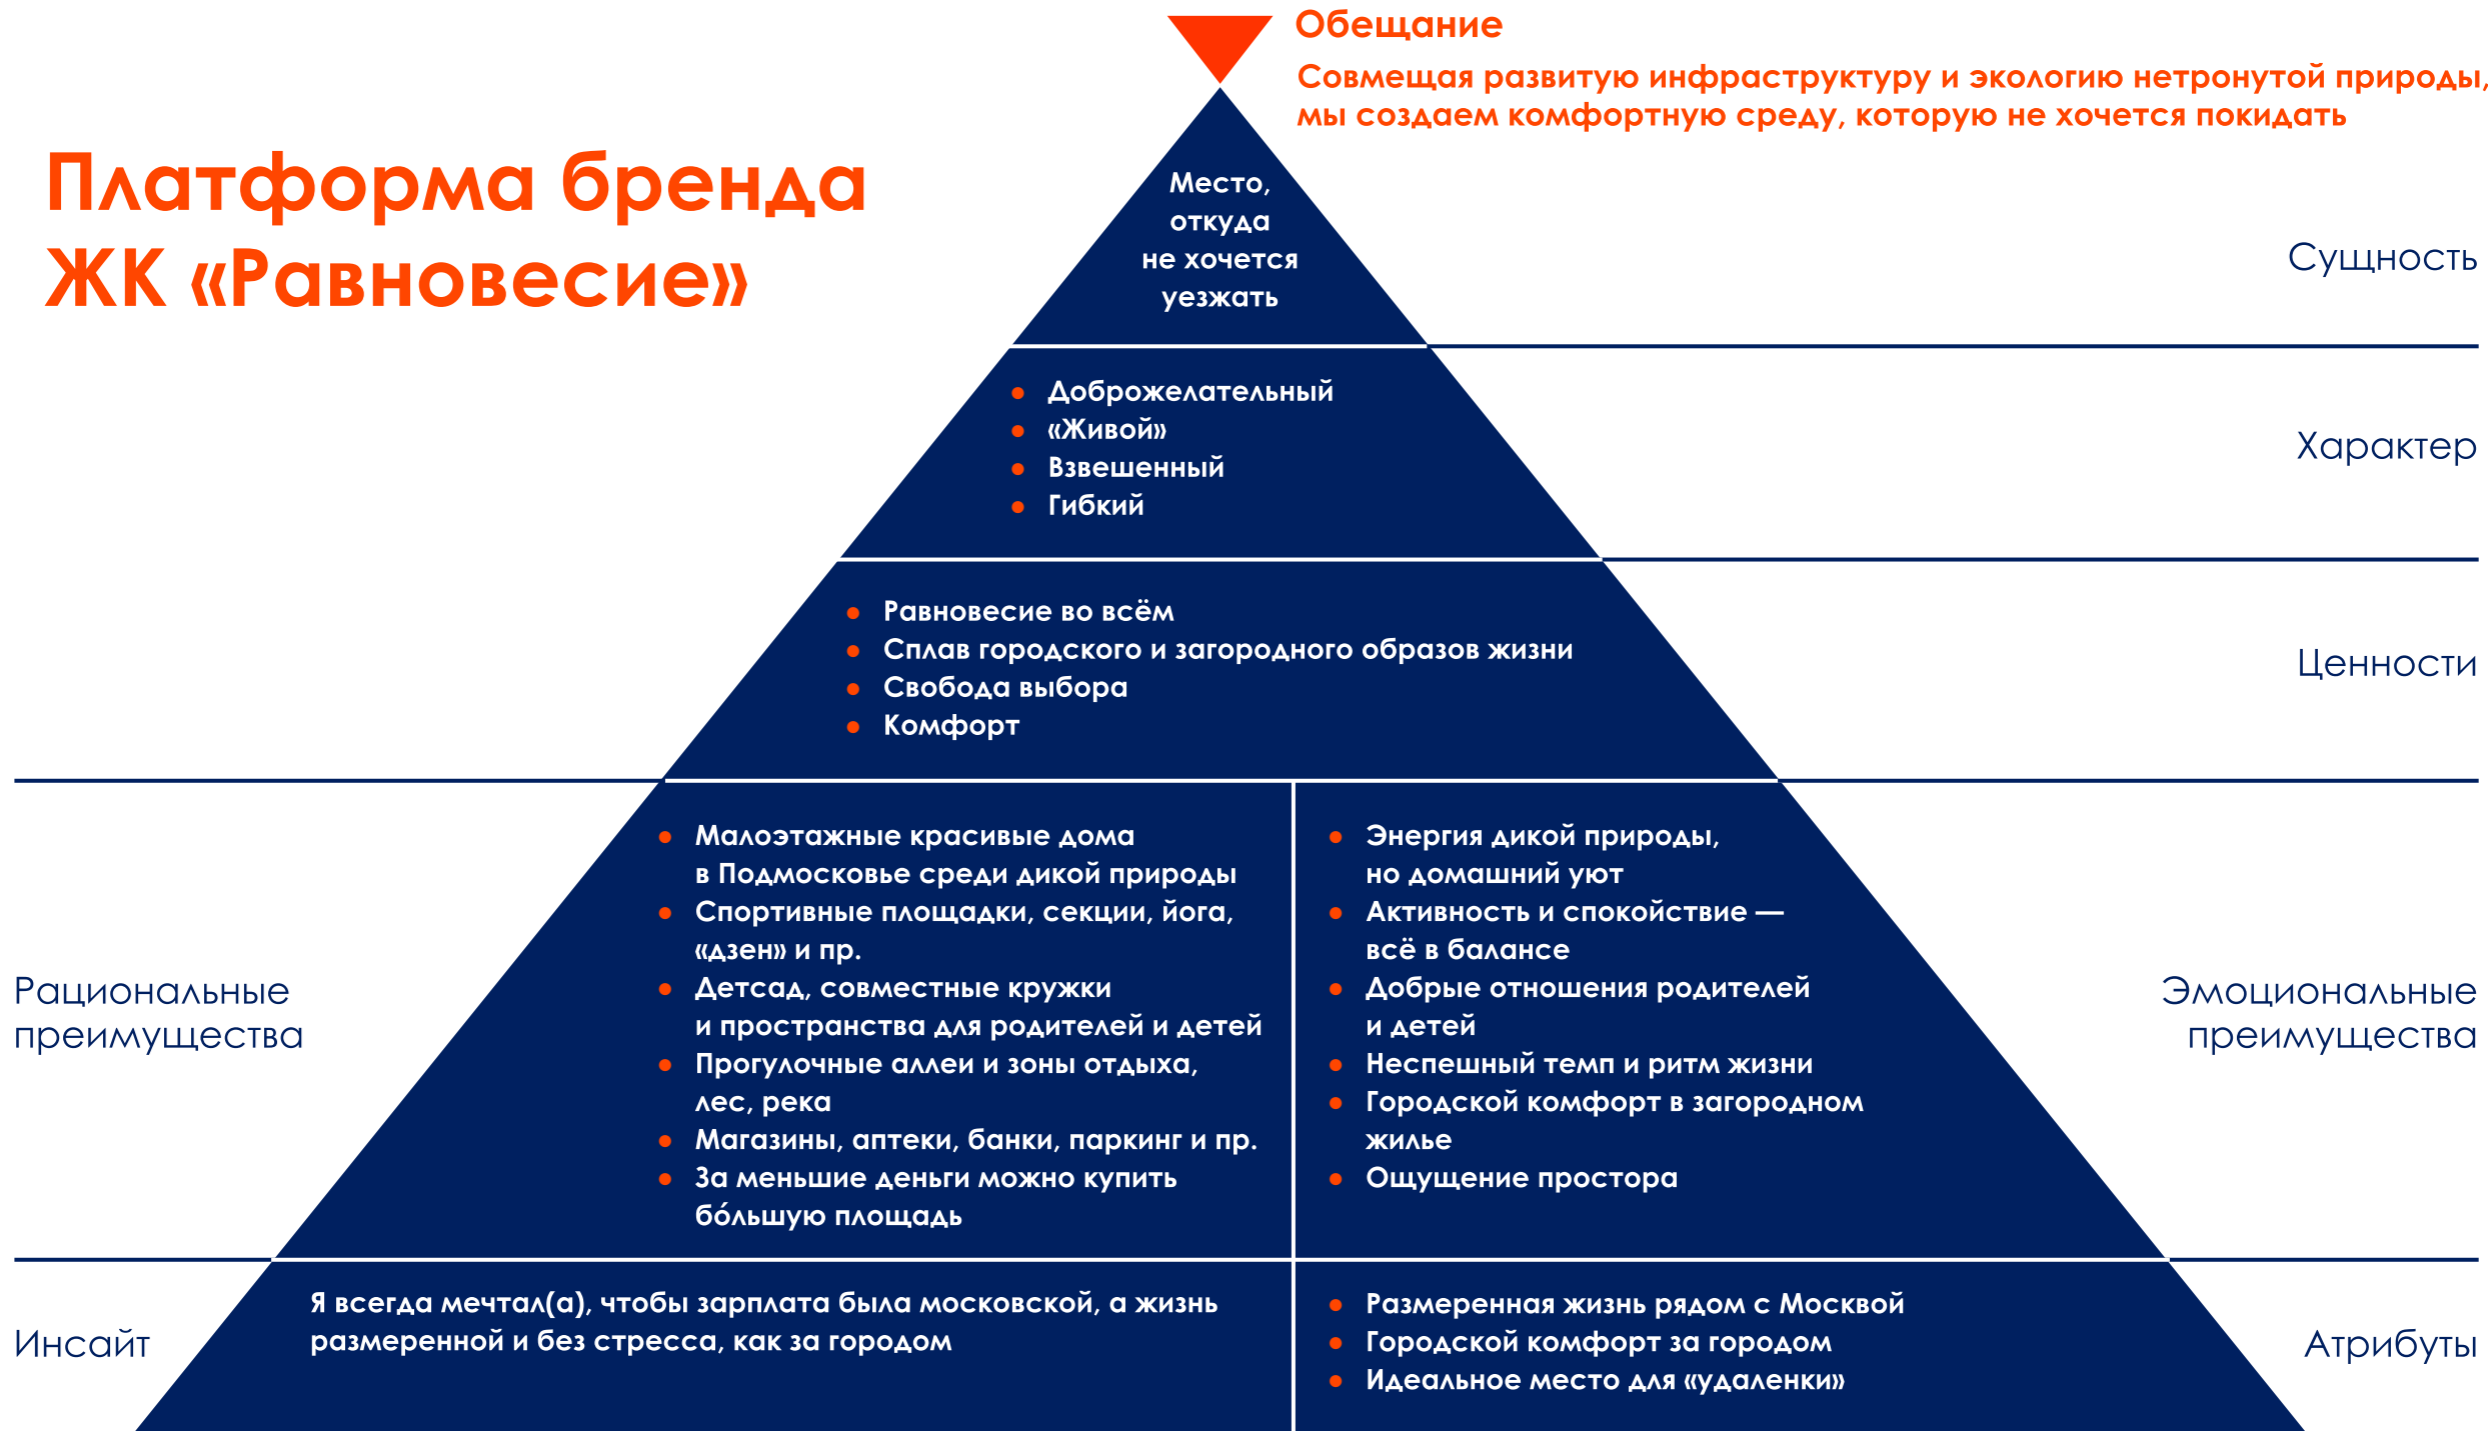 Обещание
Совмещая развитую инфраструктуру и экологию нетронутой природы,
мы создаем комфортную среду, которую не хочется покидать
Платформа бренда
ЖК «Равновесие»
Место,
откуда
не хочется
уезжать
Сущность
Доброжелательный
«Живой»
Взвешенный
Гибкий
Характер
Равновесие во всём
Сплав городского и загородного образов жизни
Свобода выбора
Комфорт
Ценности
Рациональные
преимущества
Малоэтажные красивые дома
в Подмосковье среди дикой природы
Спортивные площадки, секции, йога,
«дзен» и пр.
Детсад, совместные кружки
и пространства для родителей и детей
Прогулочные аллеи и зоны отдыха,
лес, река
Магазины, аптеки, банки, паркинг и пр.
За меньшие деньги можно купить
бо́льшую площадь
Энергия дикой природы,
но домашний уют
Активность и спокойствие —
всё в балансе
Добрые отношения родителей
и детей
Неспешный темп и ритм жизни
Городской комфорт в загородном
жилье
Ощущение простора
Эмоциональные
преимущества
Инсайт
Я всегда мечтал(а), чтобы зарплата была московской, а жизнь
размеренной и без стресса, как за городом
Размеренная жизнь рядом с Москвой
Городской комфорт за городом
Идеальное место для «удаленки»
Атрибуты